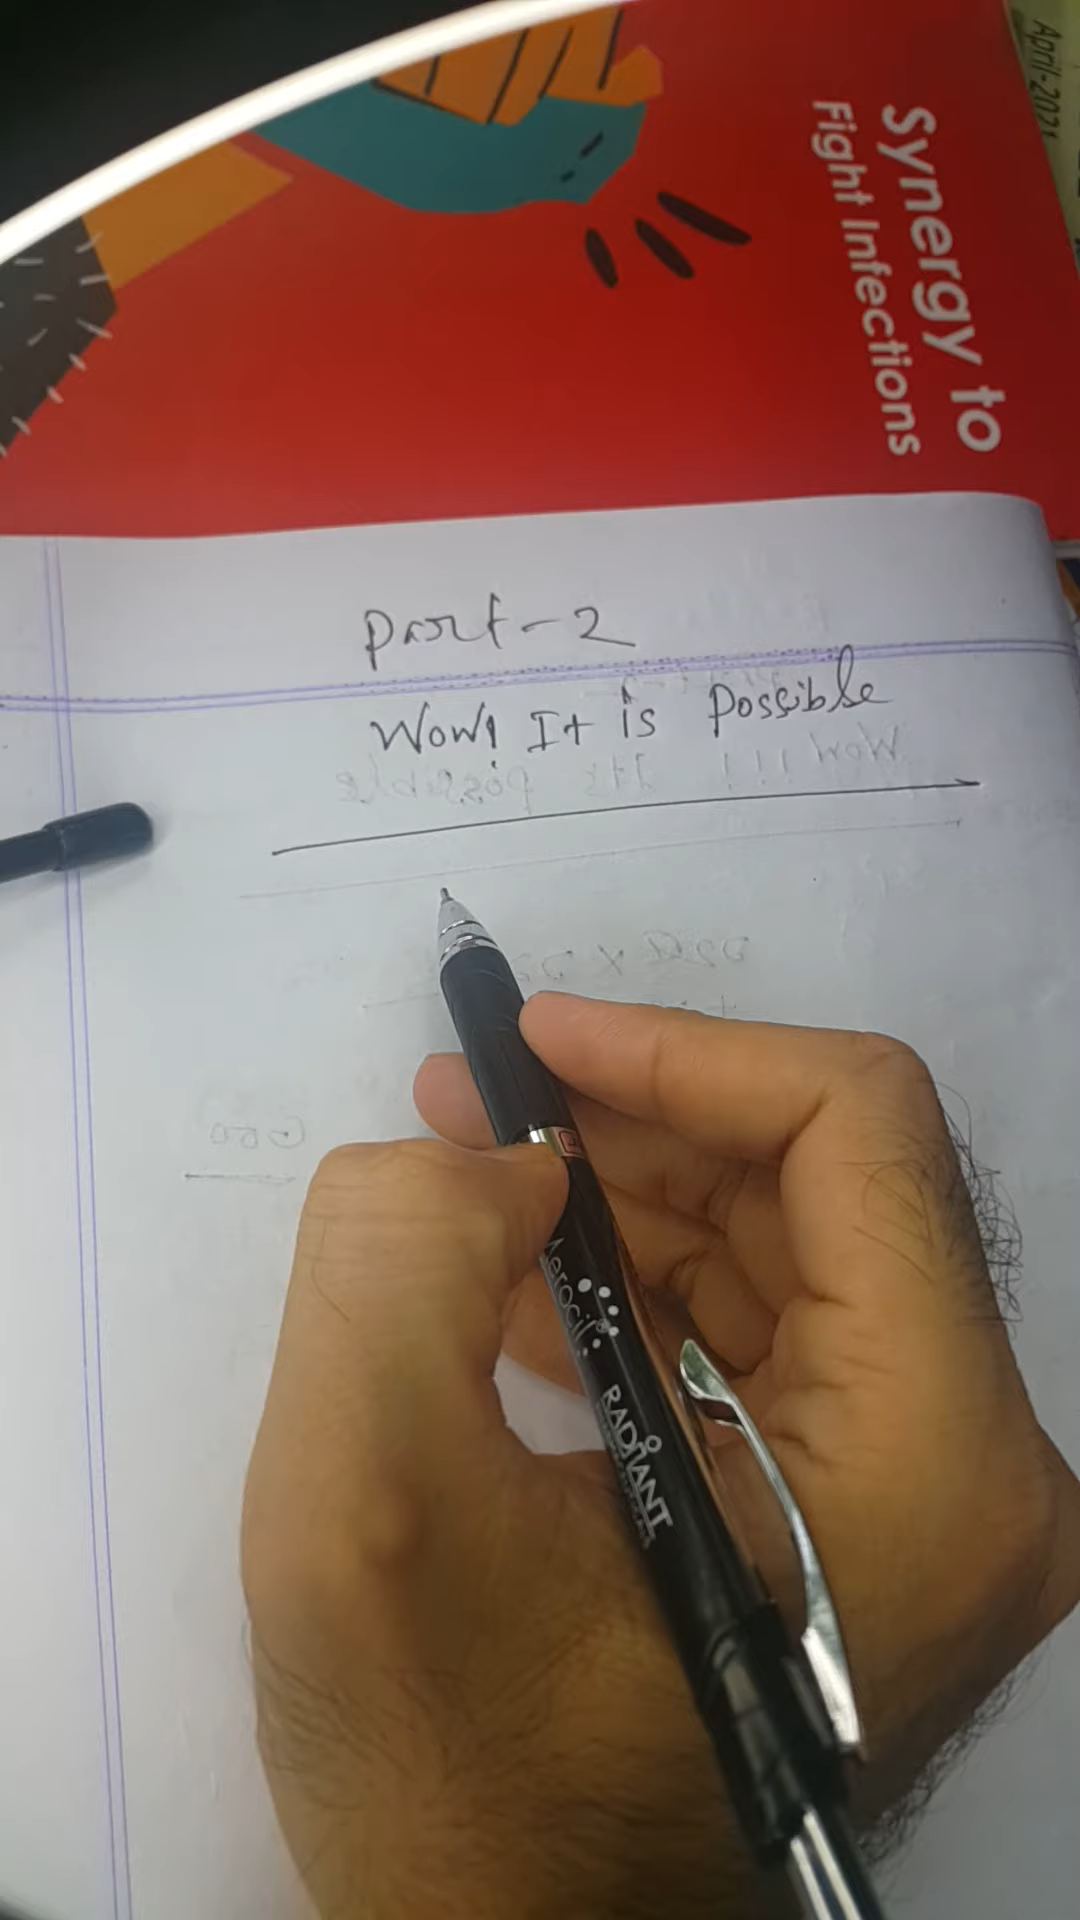 April-2021
Synergy to
Fight Infections
Part-2
Wow! It is Possible
Aerocil
RADIANT